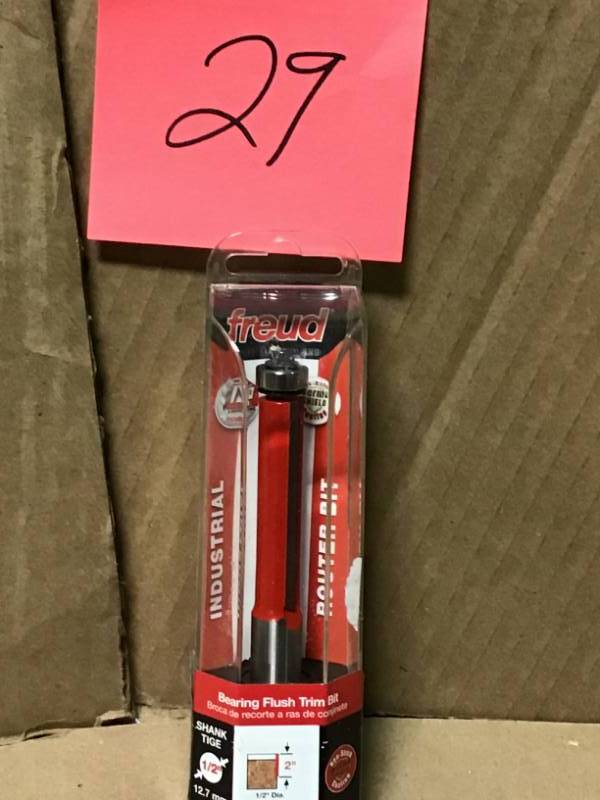 29
freud
INDUSTRIAL
ROUTER BIT
Bearing Flush Trim Bit
Broca de recorte a ras de conjinete
SHANK
TIGE
1/2"
12.7 mm
2"
1/2" Dia.